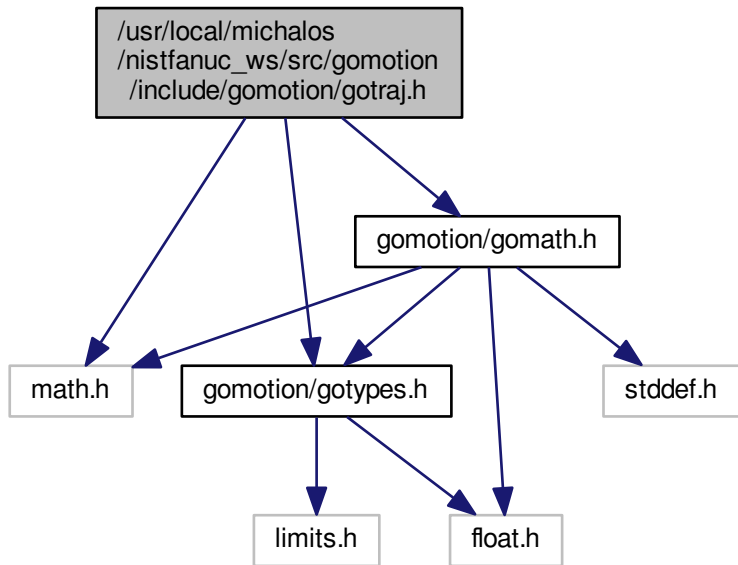 /usr/local/michalos
/nistfanuc_ws/src/gomotion
/include/gomotion/gotraj.h
gomotion/gomath.h
math.h
gomotion/gotypes.h
stddef.h
limits.h
float.h